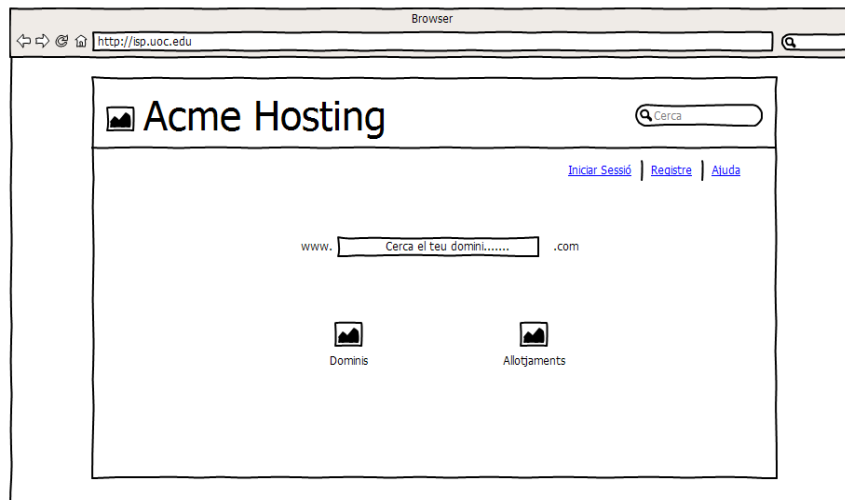 Browser
http://isp.uoc.edu
Acme Hosting
Cerca
Iniciar Sessió Registre Ajuda
www. Cerca el teu domini....... .com
Dominis Allotjaments